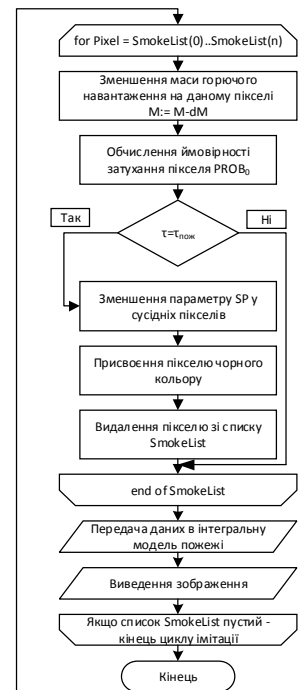 for Pixel = SmokeList(0)..SmokeList(n)
Зменшення маси горючого
навантаження на даному пікселі
M:= M-dM
Обчислення ймовірності
затухання пікселя PROB₀
Так
Ні
τ=τпож
Зменшення параметру SP у
сусідніх пікселів
Присвоєння пікселю чорного
кольору
Видалення пікселю зі списку
SmokeList
end of SmokeList
Передача даних в інтегральну
модель пожежі
Виведення зображення
Якщо список SmokeList пустий -
кінець циклу імітації
Кінець